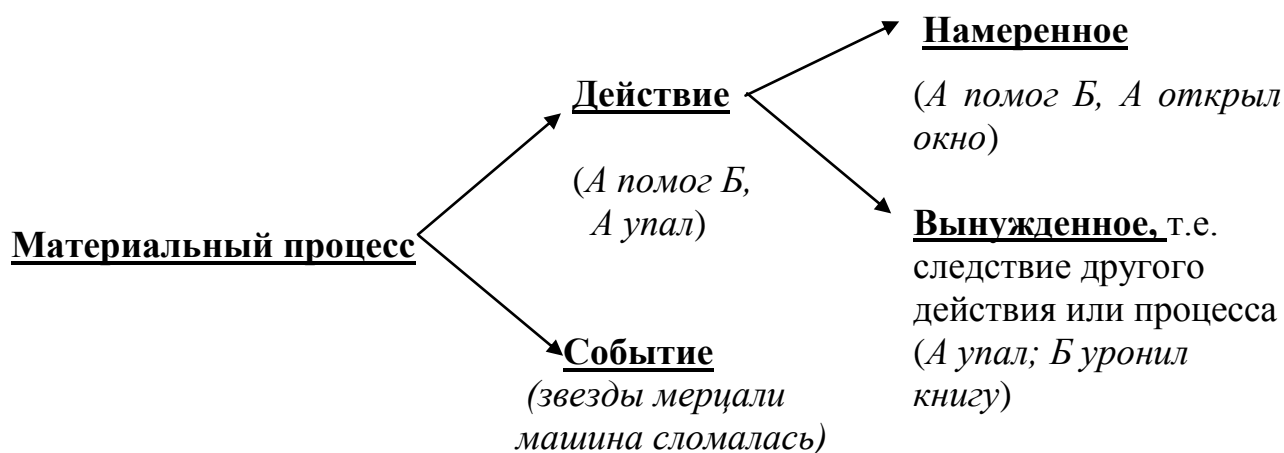 Намеренное
(А помог Б, А открыл
окно)
Действие
(А помог Б,
А упал)
Материальный процесс
Вынужденное, т.е.
следствие другого
действия или процесса
(А упал; Б уронил
книгу)
Событие
(звезды мерцали
машина сломалась)